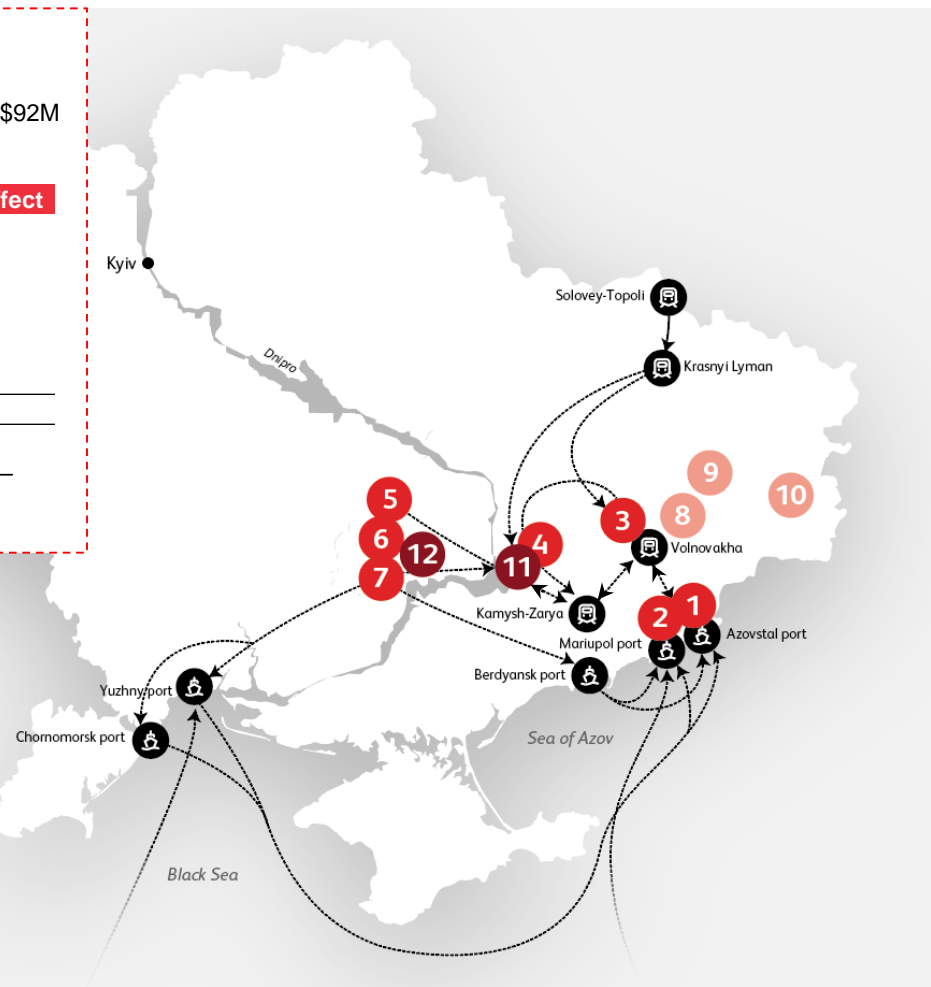 $92M
fect
Kyiv
Dnipro
Solovey-Topoli
Krasnyi Lyman
9
10
5
8
3
6
12
4
Volnovakha
11
7
1
Kamysh-Zarya
2
Azovstal port
Mariupol port
Berdyansk port
Yuzhny port
Chornomorsk port
Sea of Azov
Black Sea